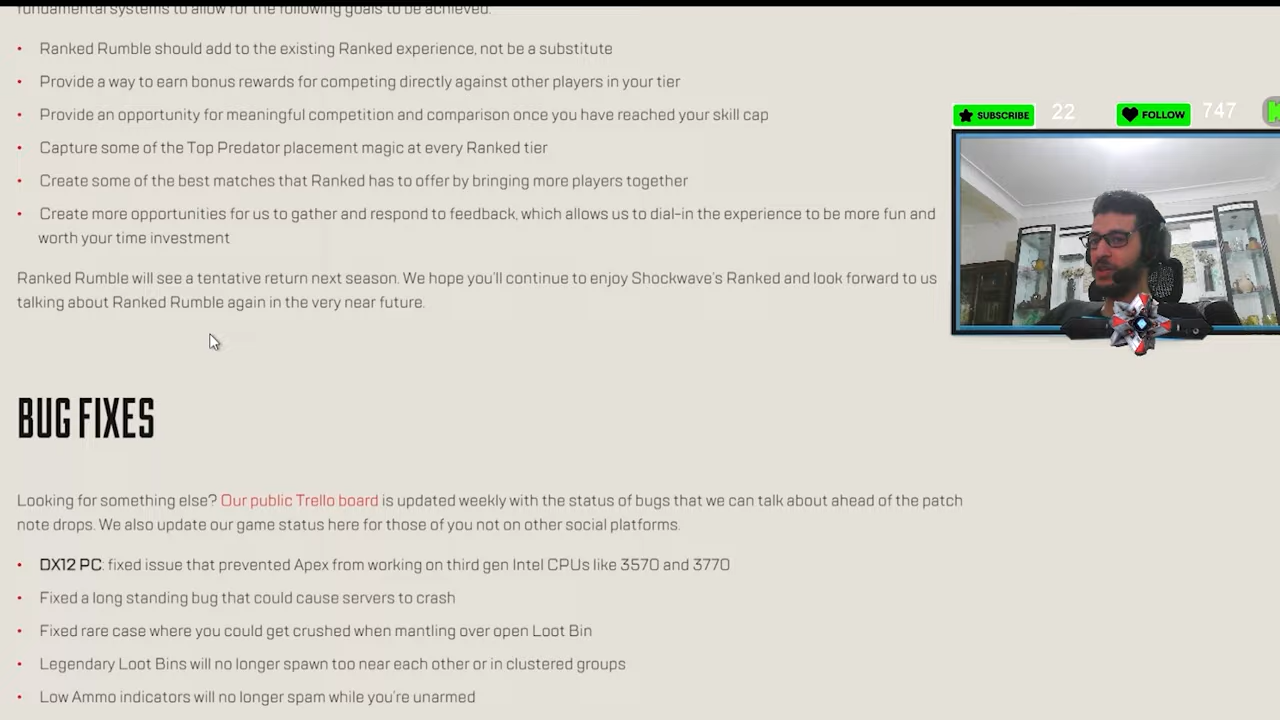 fundamental systems to allow for the following goals to be achieved.
• Ranked Rumble should add to the existing Ranked experience, not be a substitute
• Provide a way to earn bonus rewards for competing directly against other players in your tier
• Provide an opportunity for meaningful competition and comparison once you have reached your skill cap
SUBSCRIBE 22 FOLLOW 747
• Capture some of the Top Predator placement magic at every Ranked tier
• Create some of the best matches that Ranked has to offer by bringing more players together
• Create more opportunities for us to gather and respond to feedback, which allows us to dial-in the experience to be more fun and
worth your time investment
Ranked Rumble will see a tentative return next season. We hope you'll continue to enjoy Shockwave's Ranked and look forward to us
talking about Ranked Rumble again in the very near future.
BUG FIXES
Looking for something else? Our public Trello board is updated weekly with the status of bugs that we can talk about ahead of the patch
note drops. We also update our game status here for those of you not on other social platforms.
• DX12 PC: fixed issue that prevented Apex from working on third gen Intel CPUs like 3570 and 3770
• Fixed a long standing bug that could cause servers to crash
• Fixed rare case where you could get crushed when mantling over open Loot Bin
• Legendary Loot Bins will no longer spawn too near each other or in clustered groups
• Low Ammo indicators will no longer spam while you're unarmed